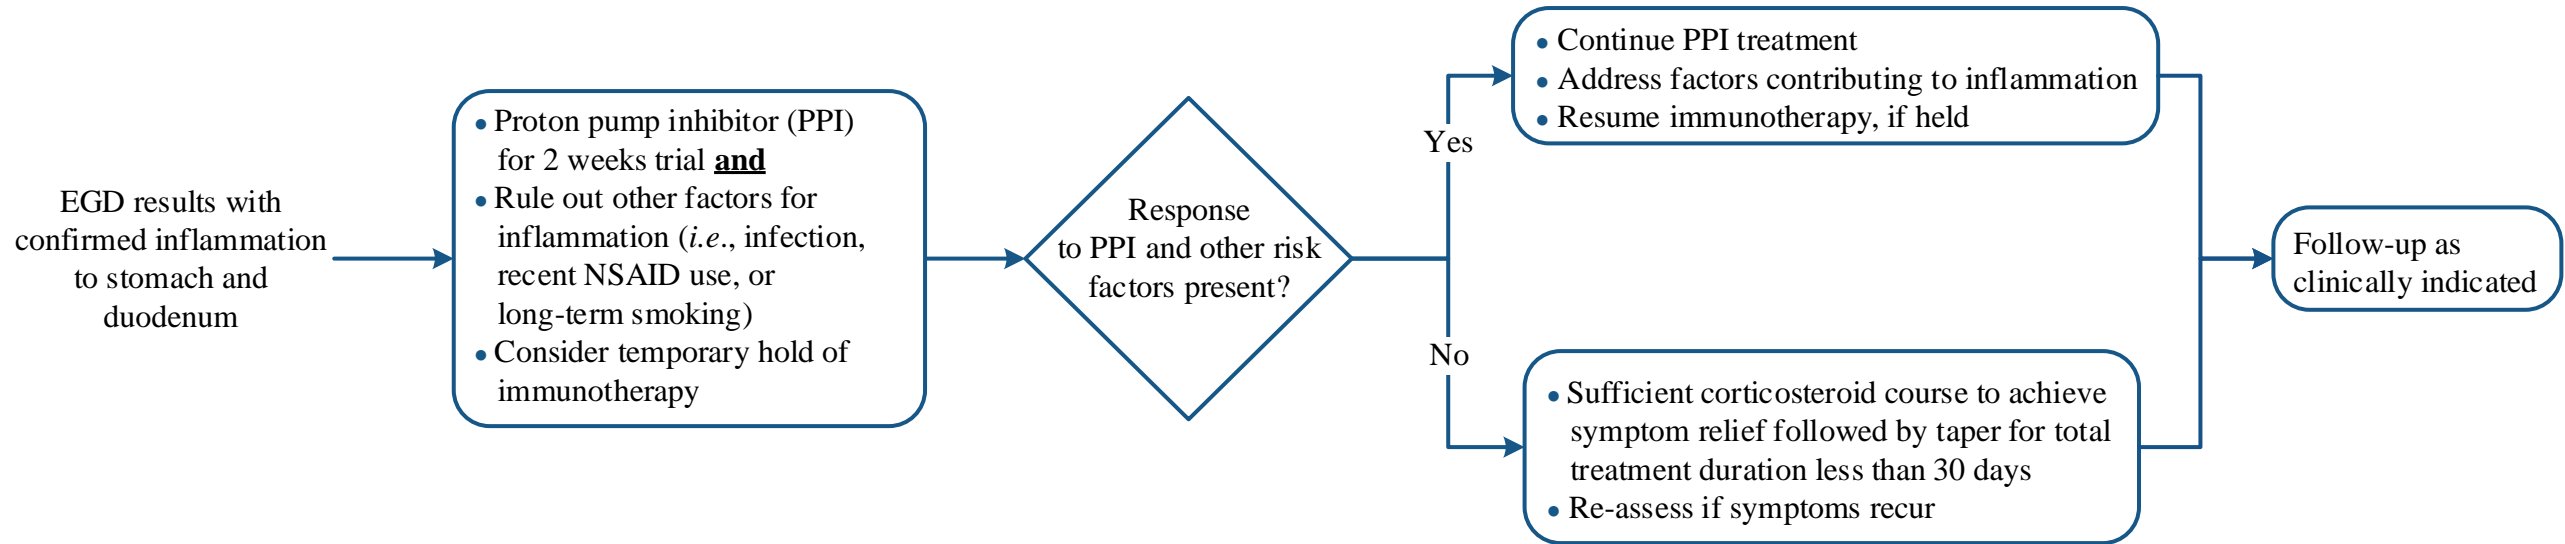 EGD results with
confirmed inflammation
to stomach and
duodenum
• Proton pump inhibitor (PPI)
for 2 weeks trial and
• Rule out other factors for
inflammation (i.e., infection,
recent NSAID use, or
long-term smoking)
• Consider temporary hold of
immunotherapy
Response
to PPI and other risk
factors present?
Yes
• Continue PPI treatment
• Address factors contributing to inflammation
• Resume immunotherapy, if held
No
• Sufficient corticosteroid course to achieve
symptom relief followed by taper for total
treatment duration less than 30 days
• Re-assess if symptoms recur
Follow-up as
clinically indicated